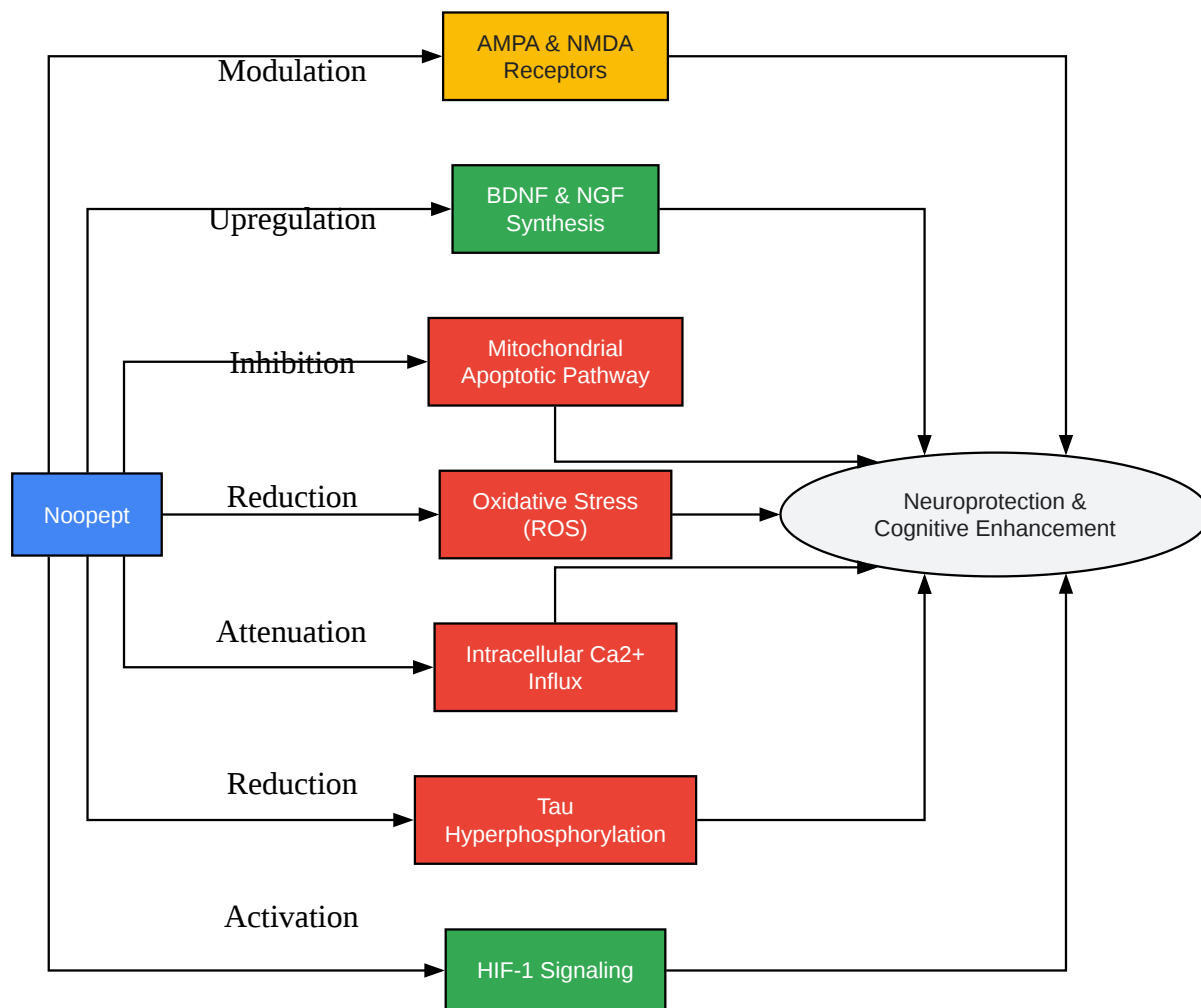 Modulation
AMPA & NMDA
Receptors
Upregulation
BDNF & NGF
Synthesis
Inhibition
Mitochondrial
Apoptotic Pathway
Noopept
Reduction
Oxidative Stress
(ROS)
Neuroprotection &
Cognitive Enhancement
Attenuation
Intracellular Ca2+
Influx
Reduction
Tau
Hyperphosphorylation
Activation
HIF-1 Signaling